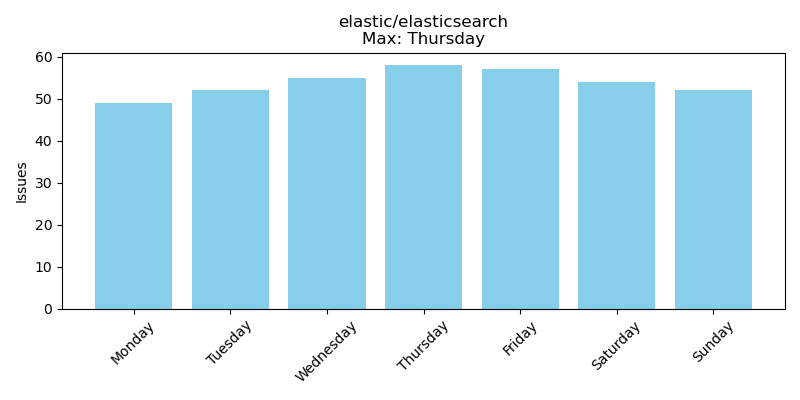 elastic/elasticsearch
Max: Thursday
60
50
40
30
20
10
0
Issues
Monday
Tuesday
Wednesday
Thursday
Friday
Saturday
Sunday